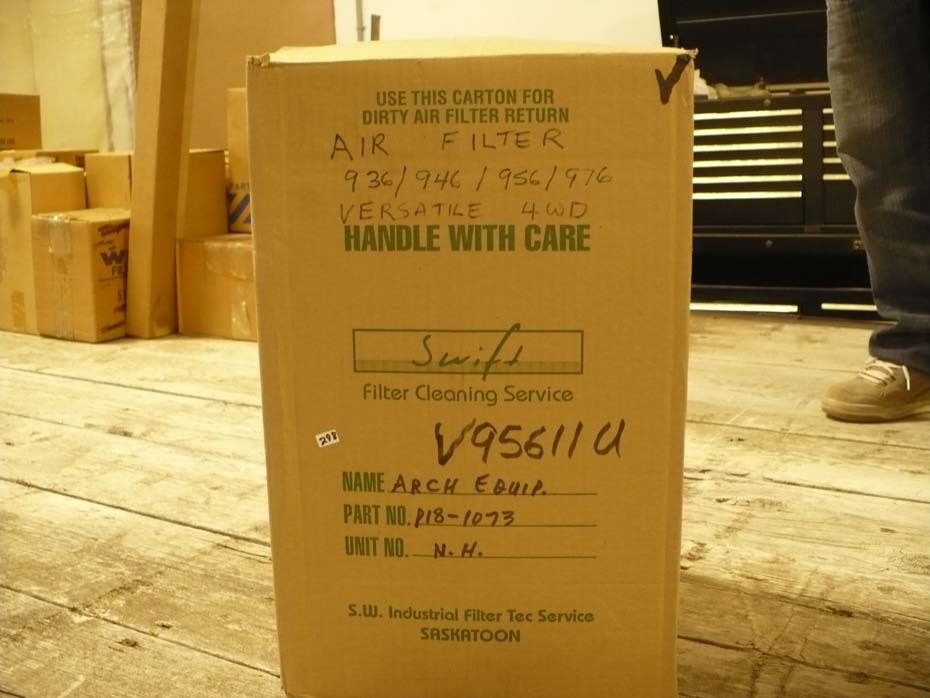 V
USE THIS CARTON FOR
DIRTY AIR FILTER RETURN
AIR FILTER
936/946/956/976
VERSATILE 4WD
HANDLE WITH CARE
Swift
Filter Cleaning Service
298
V95611U
NAME ARCH EQUIP.
PART NO. P18-1073
UNIT NO. N.H.
S.W. Industrial Filter Tec Service
SASKATOON